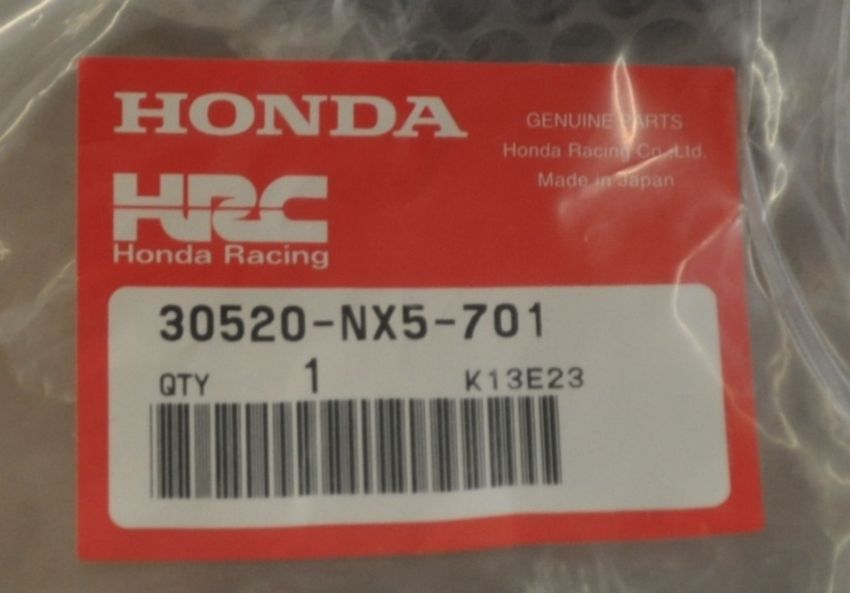 HONDA
GENUINE PARTS
Honda Racing Co., Ltd.
Made in Japan
HRC
Honda Racing
30520-NX5-701
QTY 1 K13E23